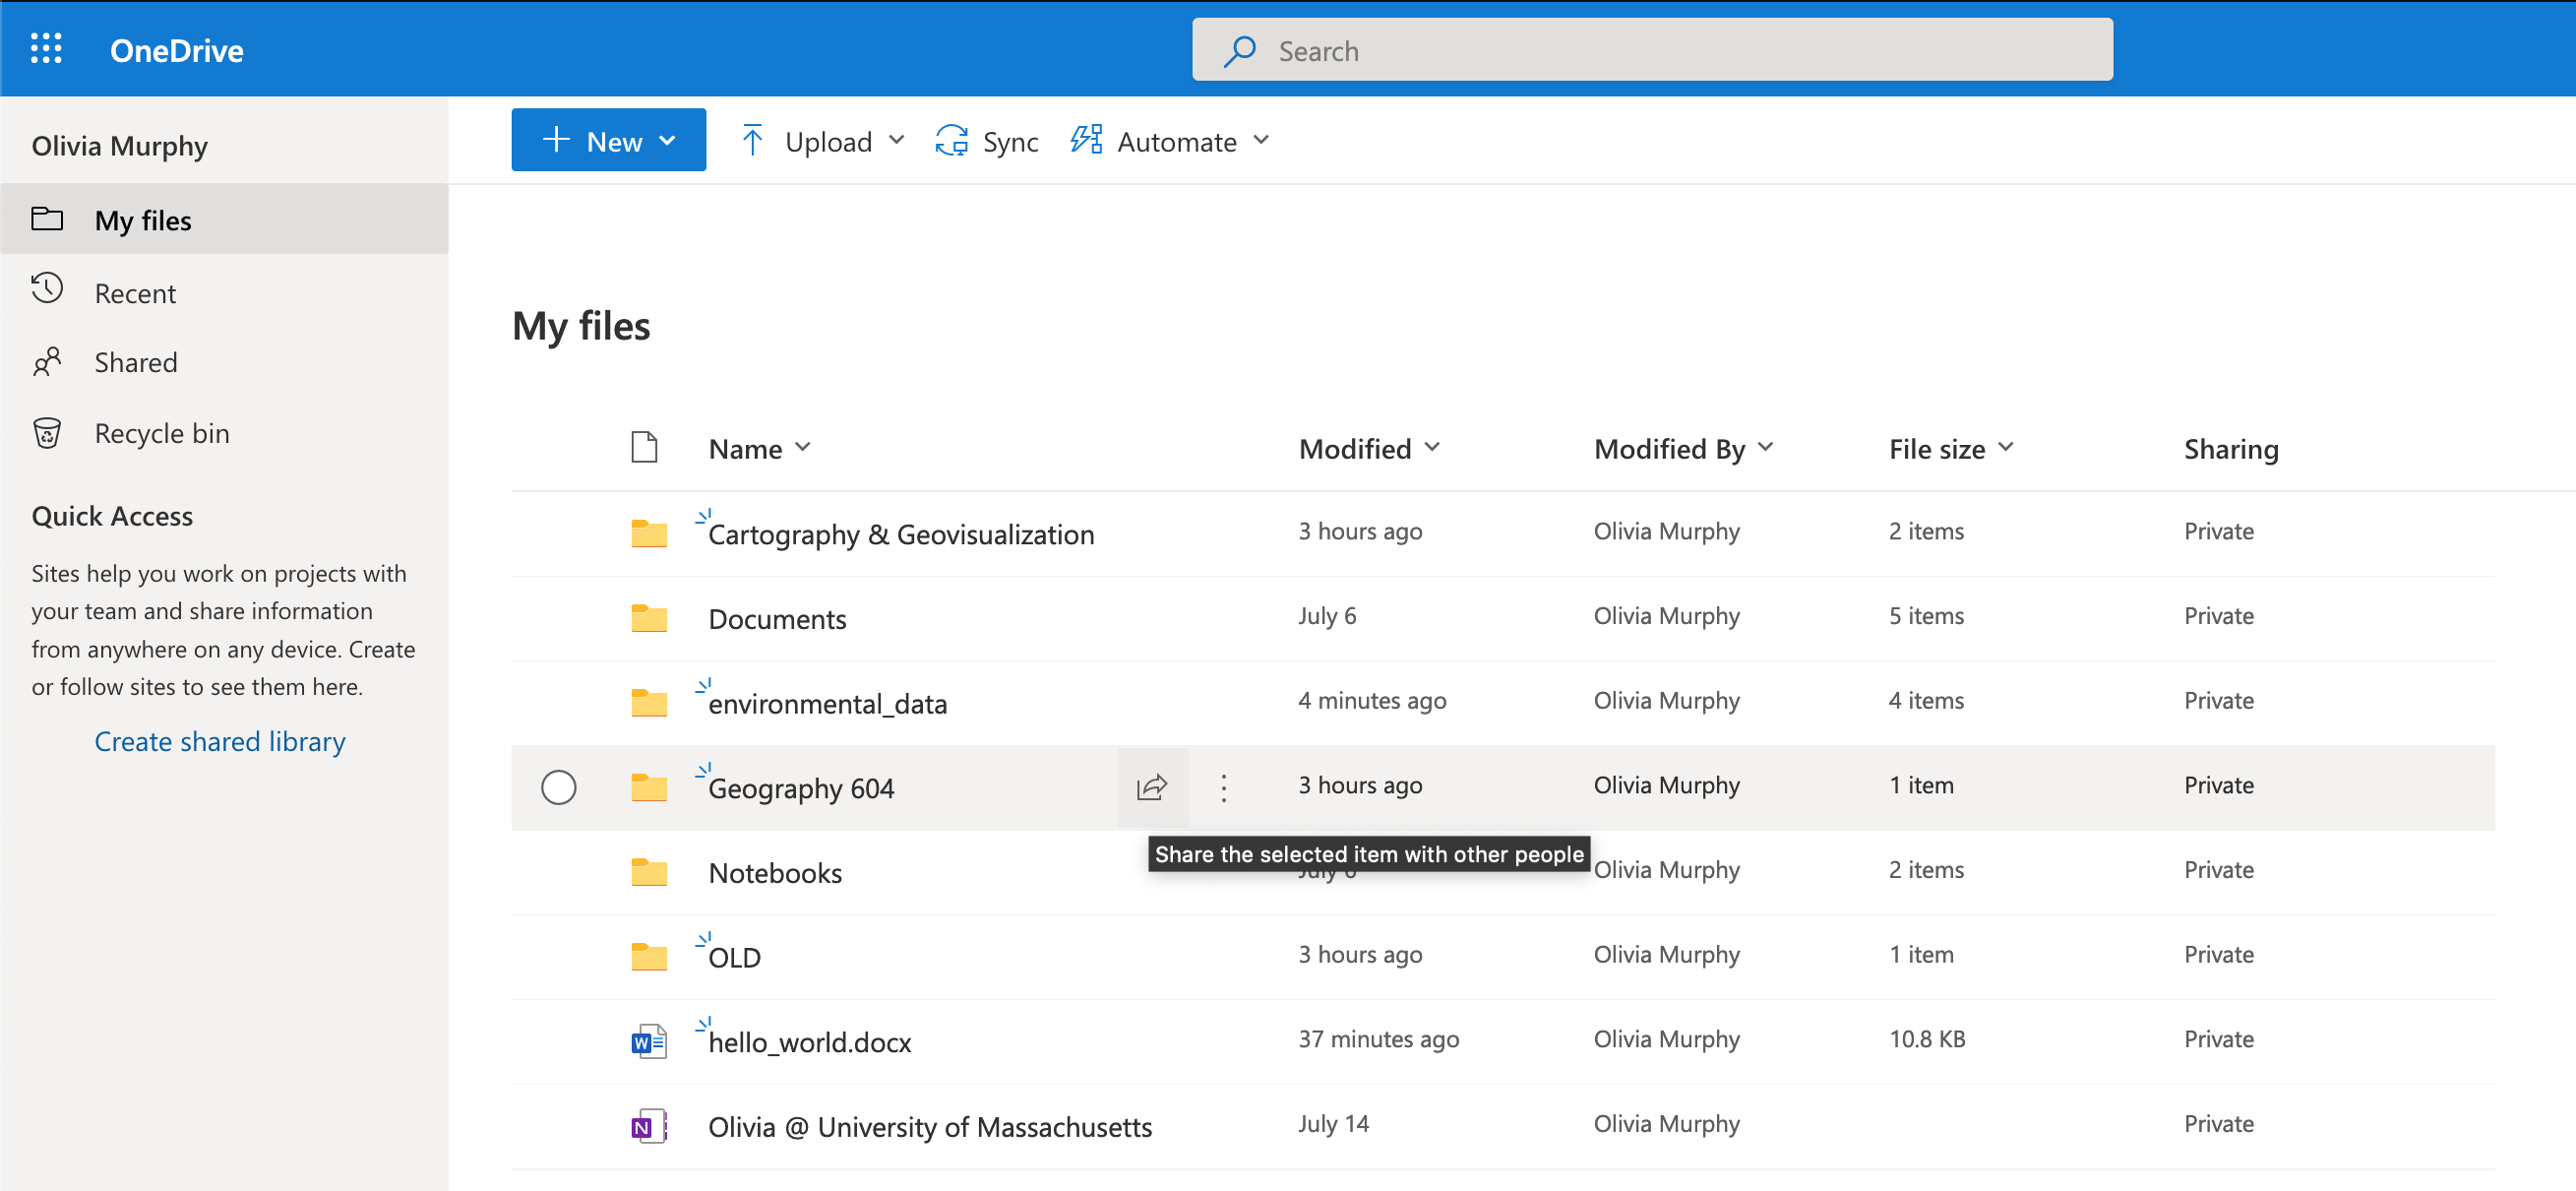 OneDrive
Search
Olivia Murphy
My files
Recent
Shared
Recycle bin
Quick Access
Sites help you work on projects with
your team and share information
from anywhere on any device. Create
or follow sites to see them here.
Create shared library
New Upload Sync Automate
My files
Name Modified Modified By File size Sharing
Cartography & Geovisualization 3 hours ago Olivia Murphy 2 items Private
Documents July 6 Olivia Murphy 5 items Private
environmental_data 4 minutes ago Olivia Murphy 4 items Private
Geography 604 3 hours ago Olivia Murphy 1 item Private
Share the selected item with other people
Notebooks July 6 Olivia Murphy 2 items Private
OLD 3 hours ago Olivia Murphy 1 item Private
W hello_world.docx 37 minutes ago Olivia Murphy 10.8 KB Private
N Olivia @ University of Massachusetts July 14 Olivia Murphy Private